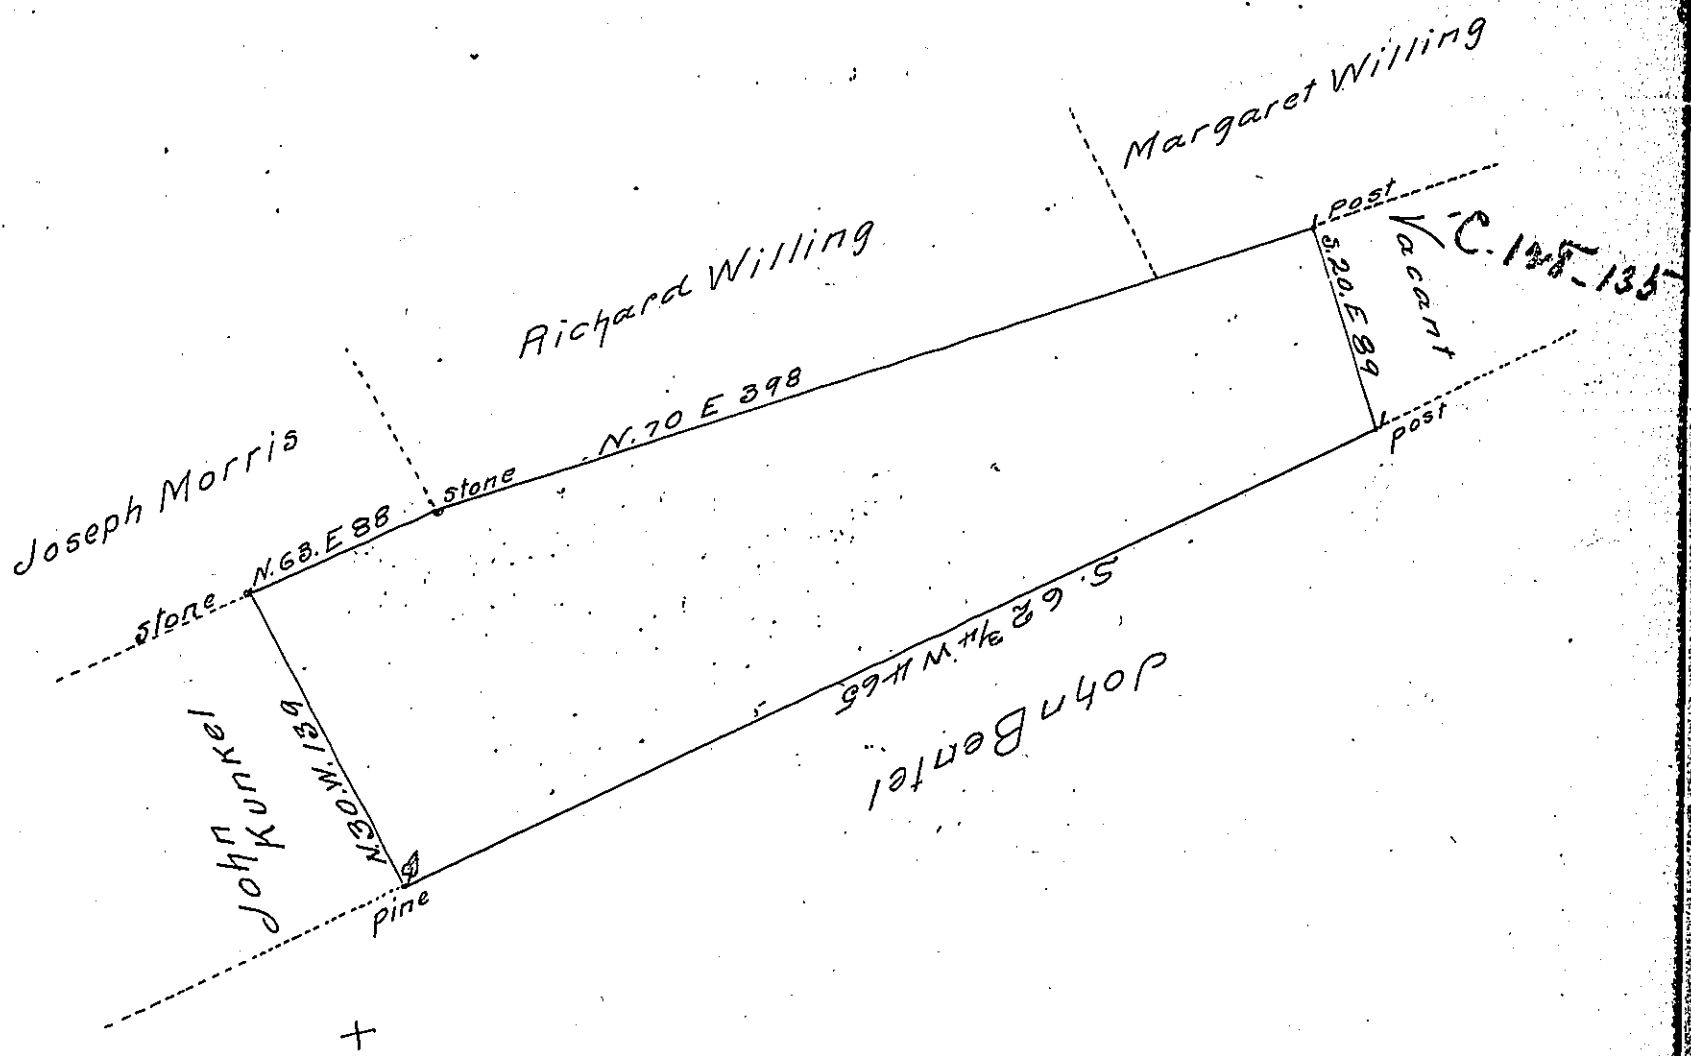 Margaret Willing
Richard Willing
Joseph Morris
post
Vacant
S. 20. E 89
N. 70 E 398
stone
N. 63. E 88
stone
post
S. 62 3/4 W 465
John Bentel
N. 30. W. 139
John
Kunkel
pine